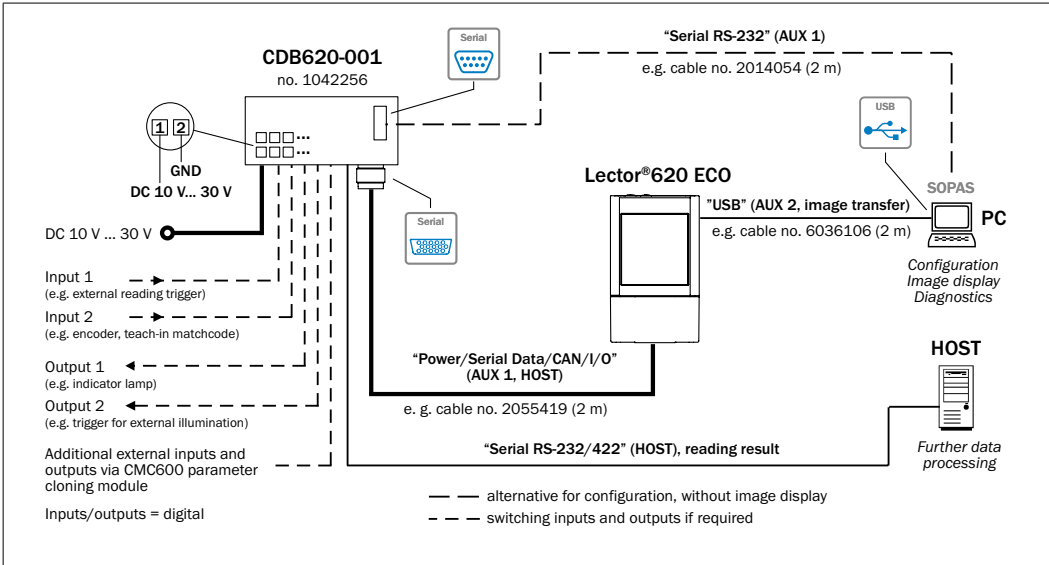 CDB620-001
no. 1042256
Serial
"Serial RS-232" (AUX 1)
e.g. cable no. 2014054 (2 m)
USB
1 2
...
...
GND
DC 10 V... 30 V
DC 10 V ... 30 V
Serial
Lector®620 ECO
"USB" (AUX 2, image transfer)
e.g. cable no. 6036106 (2 m)
SOPAS
PC
Configuration
Image display
Diagnostics
Input 1
(e.g. external reading trigger)
Input 2
(e.g. encoder, teach-in matchcode)
Output 1
(e.g. indicator lamp)
Output 2
(e.g. trigger for external illumination)
Additional external inputs and
outputs via CMC600 parameter
cloning module
Inputs/outputs = digital
"Power/Serial Data/CAN/I/O"
(AUX 1, HOST)
e. g. cable no. 2055419 (2 m)
HOST
Further data
processing
"Serial RS-232/422" (HOST), reading result
alternative for configuration, without image display
switching inputs and outputs if required